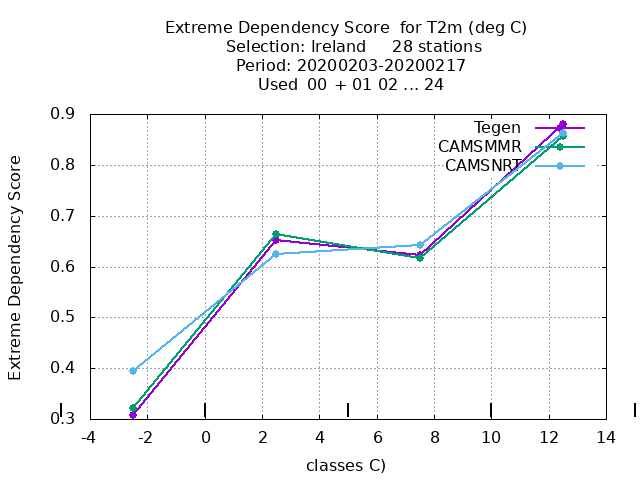 Extreme Dependency Score  for T2m (deg C)
Selection: Ireland     28 stations
Period: 20200203-20200217
Used  00  + 01 02 ... 24
Extreme Dependency Score
0.9
0.8
0.7
0.6
0.5
0.4
0.3
Tegen
CAMSMMR
CAMSNRT
-4 -2 0 2 4 6 8 10 12 14
classes C)